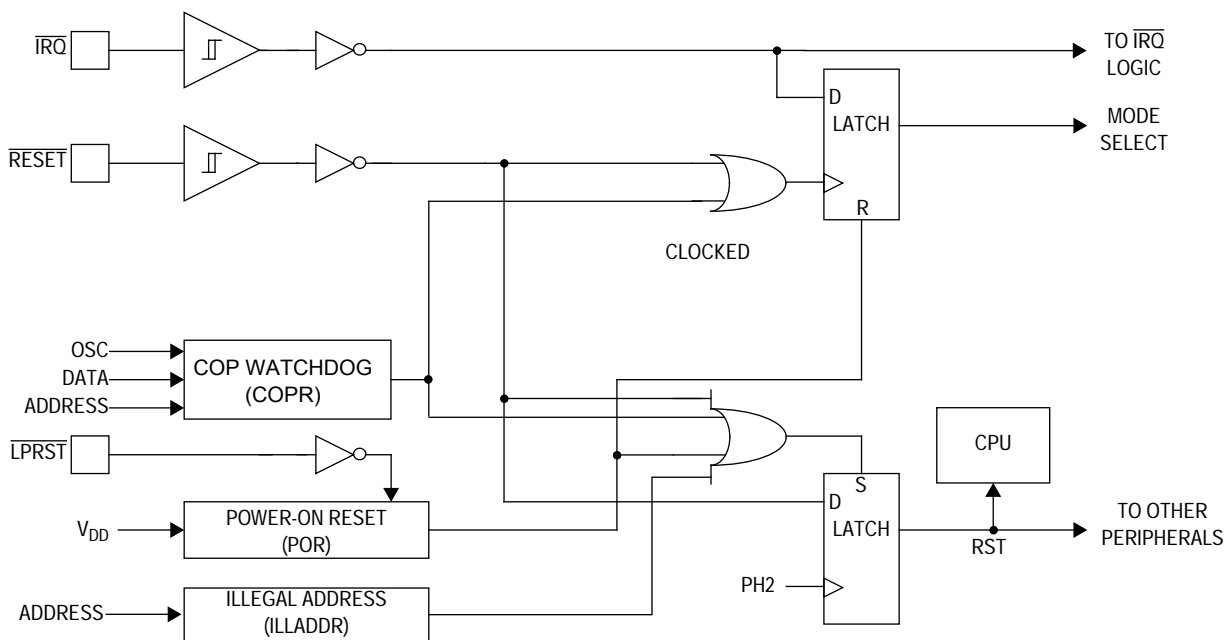 IRQ
TO IRQ
LOGIC
D
LATCH
MODE
SELECT
RESET
R
CLOCKED
OSC
DATA
ADDRESS
COP WATCHDOG
(COPR)
LPRST
CPU
S
D
LATCH
VDD
POWER-ON RESET
(POR)
RST
TO OTHER
PERIPHERALS
PH2
ADDRESS
ILLEGAL ADDRESS
(ILLADDR)